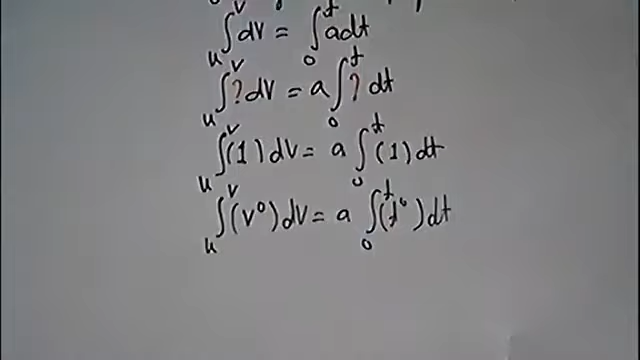 ∫ᵤᵛ dv = ∫₀ᵗ adt
∫ᵤᵛ ? dv = a ∫₀ᵗ ? dt
∫ᵤᵛ (1) dv = a ∫₀ᵗ (1) dt
∫ᵤᵛ (v⁰) dv = a ∫₀ᵗ (t⁰) dt